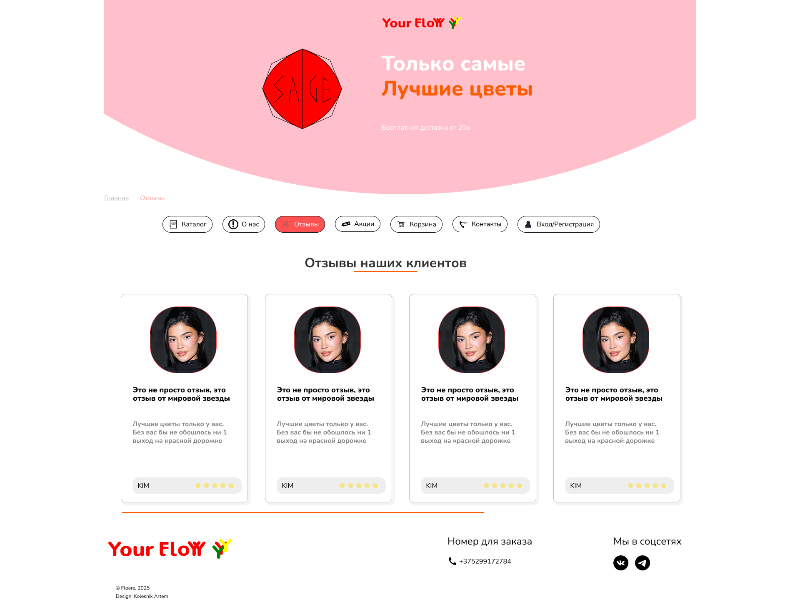 Your Flow
SAGE
Только самые
Лучшие цветы
Бесплатная доставка от 20р
Главная Отзывы
Каталог О нас Отзывы Акции Корзина Контакты Вход/Регистрация
Отзывы наших клиентов
Это не просто отзыв, это
отзыв от мировой звезды
Лучшие цветы только у вас.
Без вас бы не обошлось ни 1
выход на красной дорожке
KIM
Это не просто отзыв, это
отзыв от мировой звезды
Лучшие цветы только у вас.
Без вас бы не обошлось ни 1
выход на красной дорожке
KIM
Это не просто отзыв, это
отзыв от мировой звезды
Лучшие цветы только у вас.
Без вас бы не обошлось ни 1
выход на красной дорожке
KIM
Это не просто отзыв, это
отзыв от мировой звезды
Лучшие цветы только у вас.
Без вас бы не обошлось ни 1
выход на красной дорожке
KIM
Your Flow
Номер для заказа
+375299172784
Мы в соцсетях
© Floare, 2025
Design: Kolesnik Artem